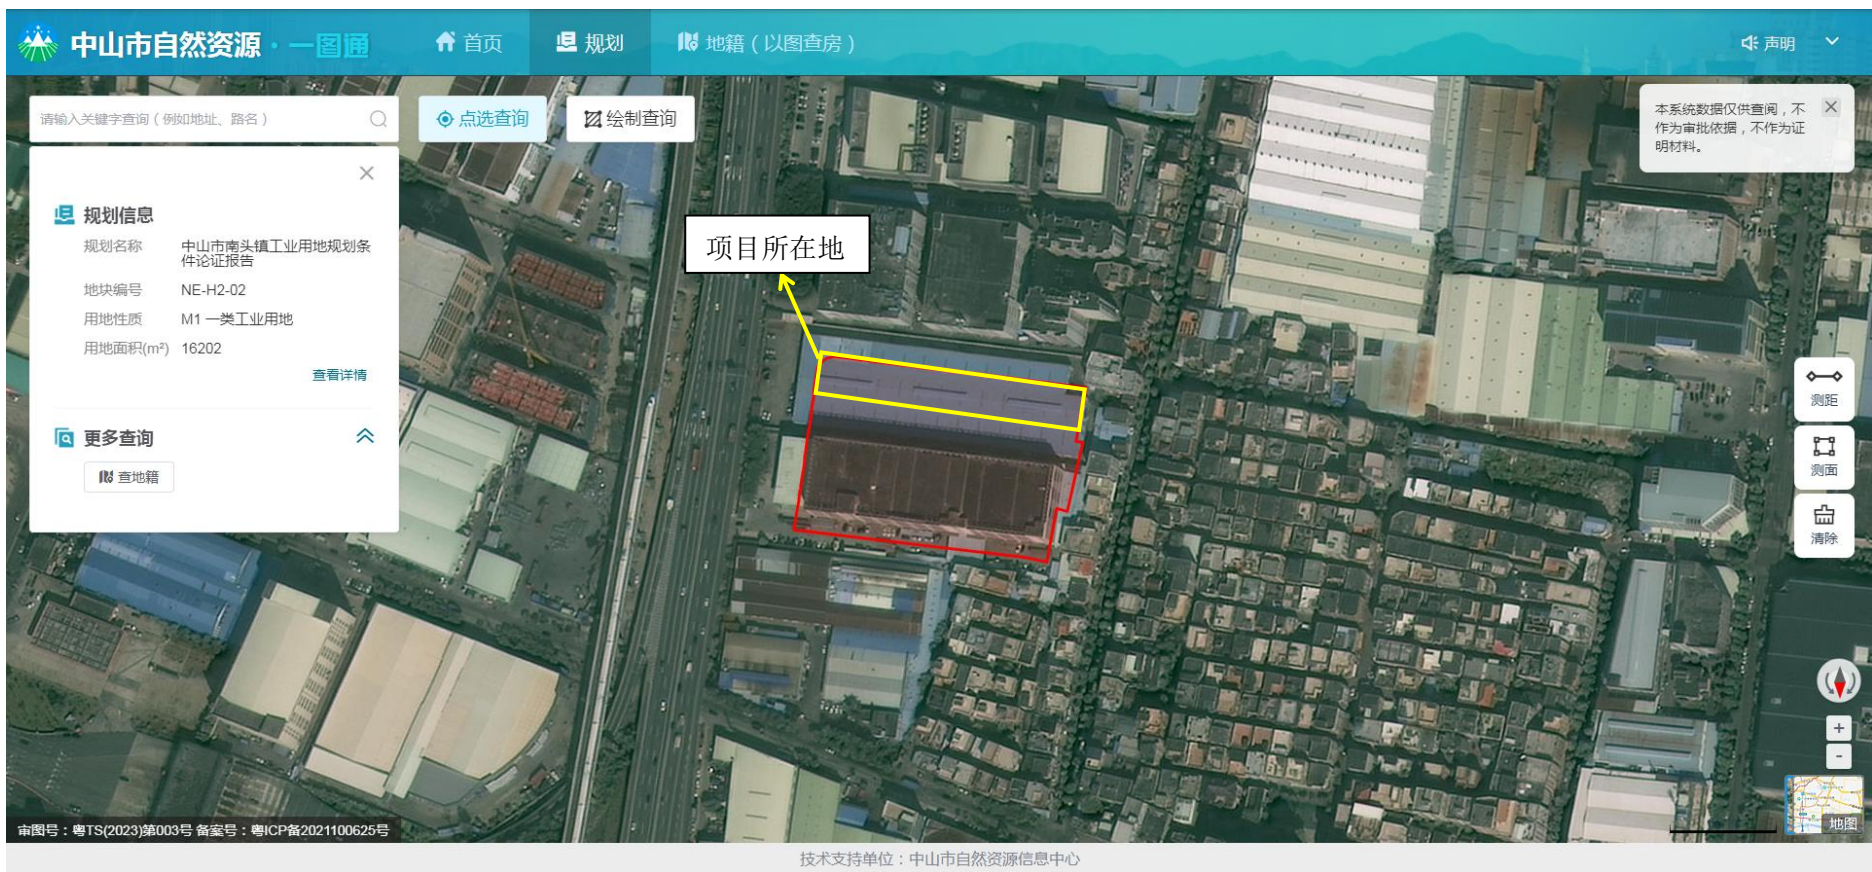 中山市自然资源·一图通
首页
规划
地籍（以图查房）
声明
请输入关键字查询（例如地址、路名）
点选查询
绘制查询
本系统数据仅供查阅，不
作为审批依据，不作为证
明材料。
规划信息
规划名称 中山市南头镇工业用地规划条
件论证报告
地块编号 NE-H2-02
用地性质 M1 一类工业用地
用地面积(m²) 16202
查看详情
更多查询
查地籍
项目所在地
测距
测面
清除
+
-
地图
审图号：粤TS(2023)第003号 备案号：粤ICP备2021100625号
技术支持单位：中山市自然资源信息中心